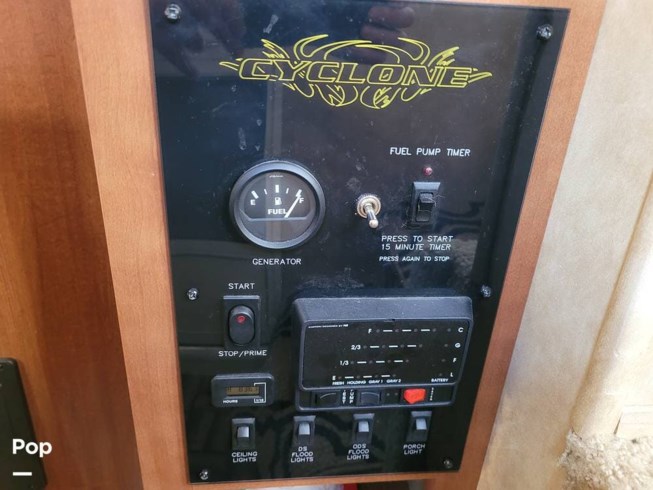 CYCLONE
FUEL PUMP TIMER
E F
FUEL
PRESS TO START
15 MINUTE TIMER
PRESS AGAIN TO STOP
GENERATOR
START
STOP/PRIME
F C
2/3 G
1/3 F
E L
FRESH HOLDING GRAY 1 GRAY 2 BATTERY
HOURS
CEILING
LIGHTS
DS
FLOOD
LIGHTS
ODS
FLOOD
LIGHTS
PORCH
LIGHT
Pop